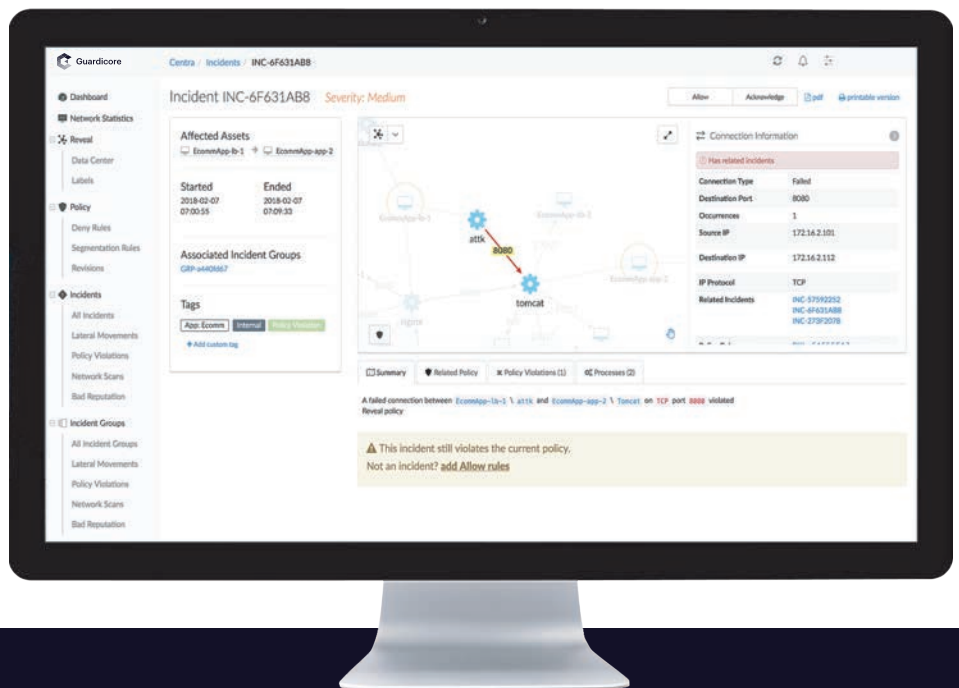 Guardicore
Centra / Incidents / INC-6F631AB8
Dashboard
Network Statistics
Reveal
Data Center
Labels
Policy
Deny Rules
Segmentation Rules
Revisions
Incidents
All Incidents
Lateral Movements
Policy Violations
Network Scans
Bad Reputation
Incident Groups
All Incident Groups
Lateral Movements
Policy Violations
Network Scans
Bad Reputation
Incident INC-6F631AB8 Severity: Medium
Allow Acknowledge pdf printable version
Affected Assets
EcommApp-lb-1 → EcommApp-app-2
Started Ended
2018-02-07 2018-02-07
07:00:55 07:09:33
Associated Incident Groups
Tags
App: Ecomm Internal Policy Violation
+ Add custom tag
EcommApp-lb-1
attk
8080
EcommApp-app-2
tomcat
Connection Information
Has related incidents
Connection Type Failed
Destination Port 8080
Occurrences 1
Source IP 172.16.2.101
Destination IP 172.16.2.112
IP Protocol TCP
Related Incidents INC-57592252
INC-6F631AB8
INC-273F2078
Summary Related Policy Policy Violations (1) Processes (2)
A failed connection between EcommApp-lb-1 \ attk and EcommApp-app-2 \ Tomcat on TCP port 8080 violated
Reveal policy
This incident still violates the current policy.
Not an incident? add Allow rules